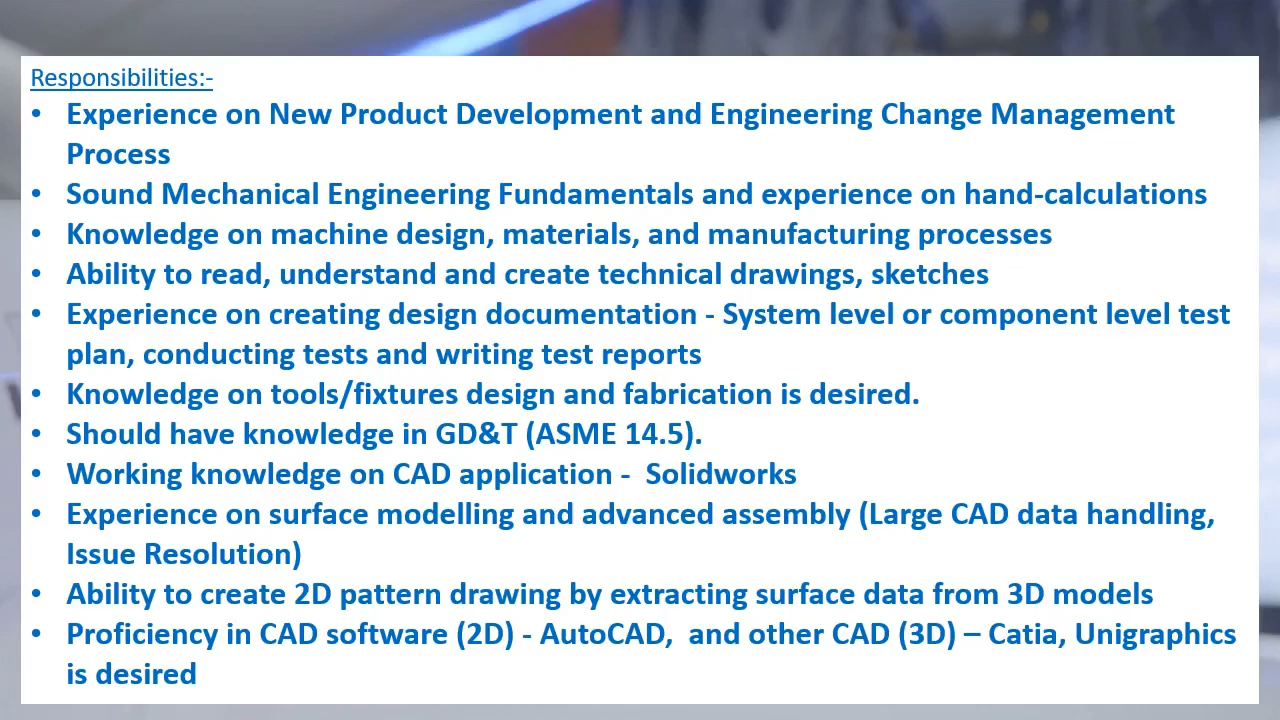 Responsibilities:-
• Experience on New Product Development and Engineering Change Management
Process
• Sound Mechanical Engineering Fundamentals and experience on hand-calculations
• Knowledge on machine design, materials, and manufacturing processes
• Ability to read, understand and create technical drawings, sketches
• Experience on creating design documentation - System level or component level test
plan, conducting tests and writing test reports
• Knowledge on tools/fixtures design and fabrication is desired.
• Should have knowledge in GD&T (ASME 14.5).
• Working knowledge on CAD application -  Solidworks
• Experience on surface modelling and advanced assembly (Large CAD data handling,
Issue Resolution)
• Ability to create 2D pattern drawing by extracting surface data from 3D models
• Proficiency in CAD software (2D) - AutoCAD,  and other CAD (3D) – Catia, Unigraphics
is desired